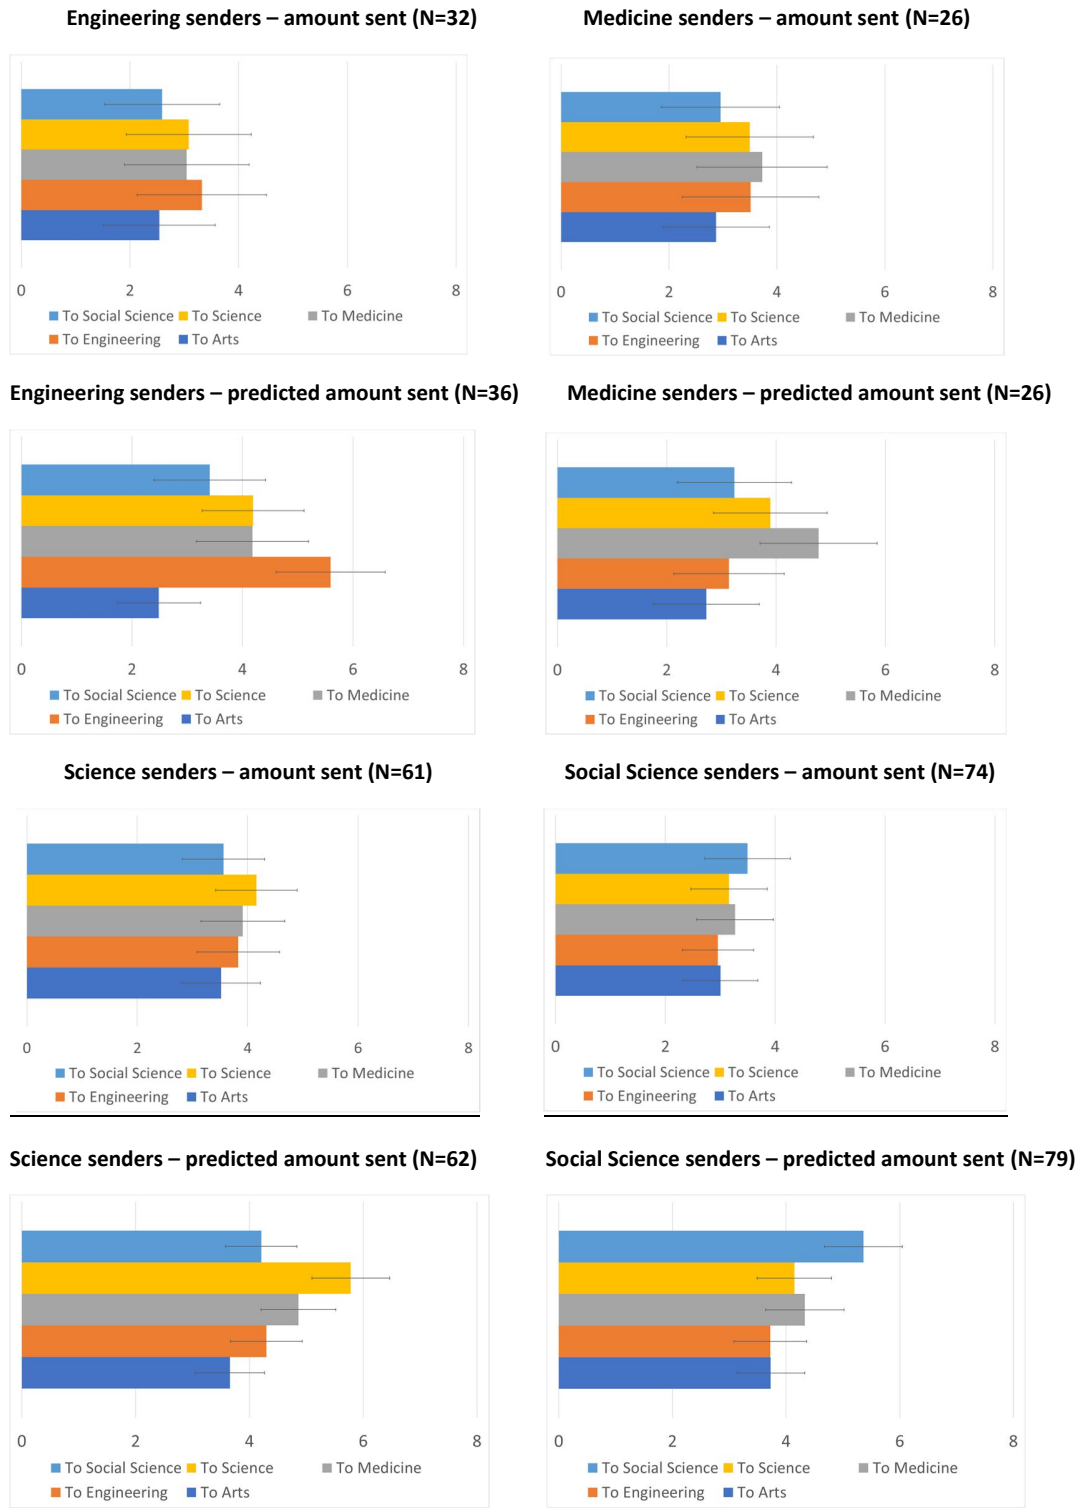 Engineering senders – amount sent (N=32)
Medicine senders – amount sent (N=26)
0 2 4 6 8
To Social Science To Science To Medicine
To Engineering To Arts
0 2 4 6 8
To Social Science To Science To Medicine
To Engineering To Arts
Engineering senders – predicted amount sent (N=36)
Medicine senders – predicted amount sent (N=26)
0 2 4 6 8
To Social Science To Science To Medicine
To Engineering To Arts
0 2 4 6 8
To Social Science To Science To Medicine
To Engineering To Arts
Science senders – amount sent (N=61)
Social Science senders – amount sent (N=74)
0 2 4 6 8
To Social Science To Science To Medicine
To Engineering To Arts
0 2 4 6 8
To Social Science To Science To Medicine
To Engineering To Arts
Science senders – predicted amount sent (N=62)
Social Science senders – predicted amount sent (N=79)
0 2 4 6 8
To Social Science To Science To Medicine
To Engineering To Arts
0 2 4 6 8
To Social Science To Science To Medicine
To Engineering To Arts